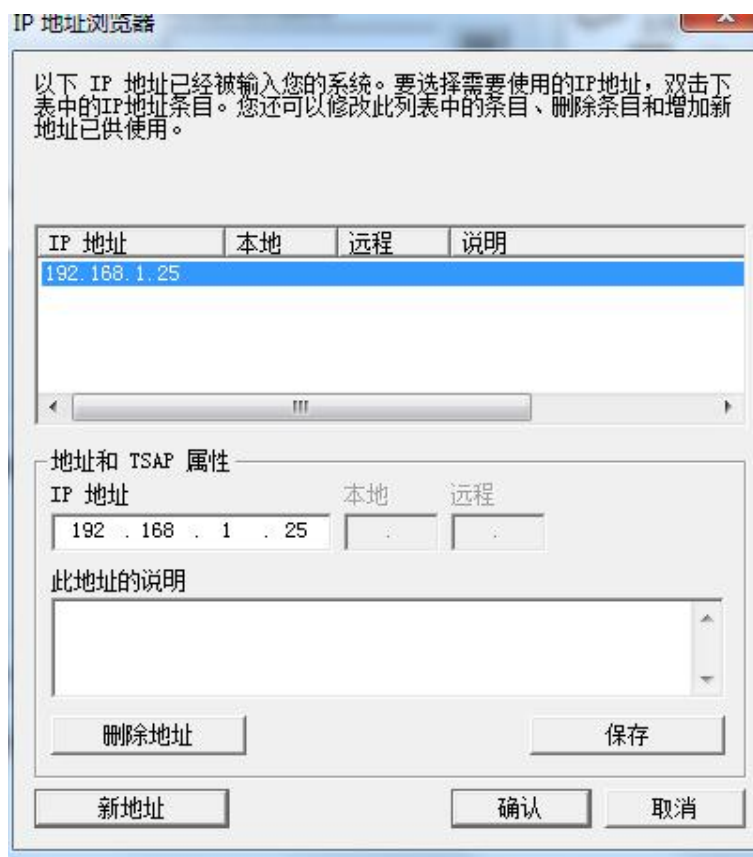 IP 地址浏览器
以下 IP 地址已经被输入您的系统。要选择需要使用的IP地址，双击下
表中的IP地址条目。您还可以修改此列表中的条目、删除条目和增加新
地址已供使用。
IP 地址 本地 远程 说明
192.168.1.25
地址和 TSAP 属性
IP 地址 本地 远程
192 . 168 . 1 . 25 . .
此地址的说明
删除地址 保存
新地址 确认 取消